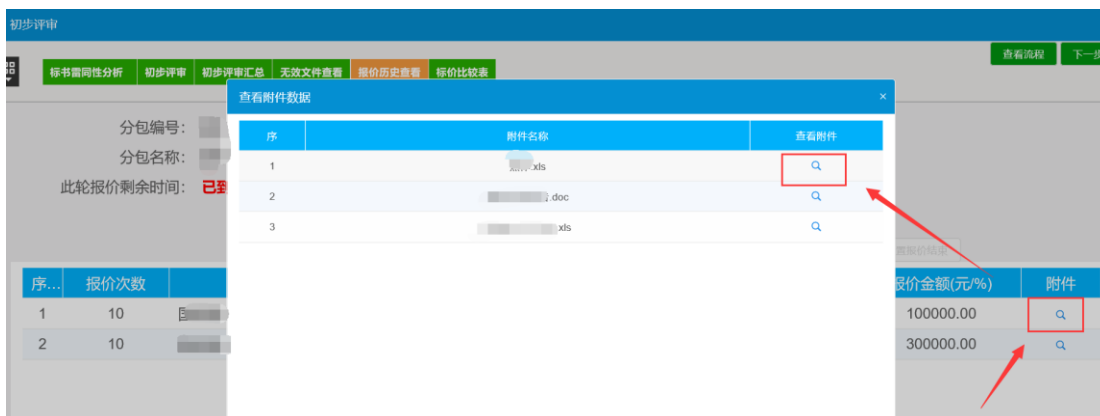 初步评审
查看流程 下一步
标书雷同性分析 初步评审 初步评审汇总 无效文件查看 报价历史查看 标价比较表
查看附件数据 ×
分包编号:
分包名称:
此轮报价剩余时间: 已到
序 附件名称 查看附件
1 .xls
2 .doc
3 .xls
序... 报价次数 报价金额(元/%) 附件
1 10 100000.00
2 10 300000.00